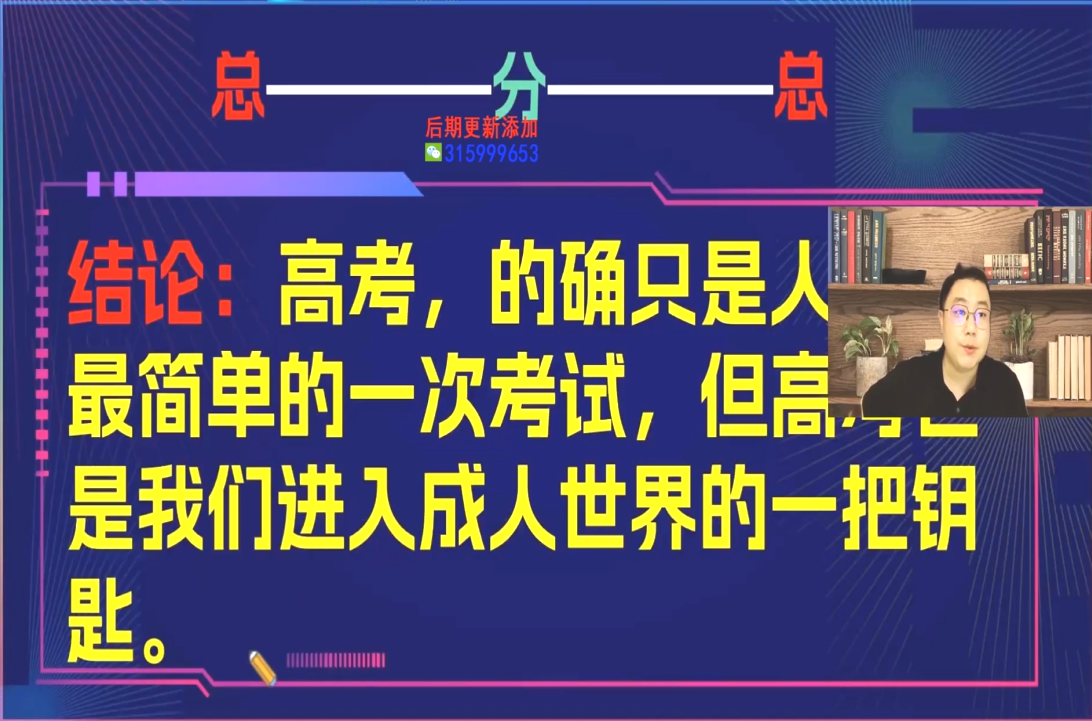 总 分 总
后期更新添加
315999653
结论：高考，的确只是人
最简单的一次考试，但高考也
是我们进入成人世界的一把钥
匙。